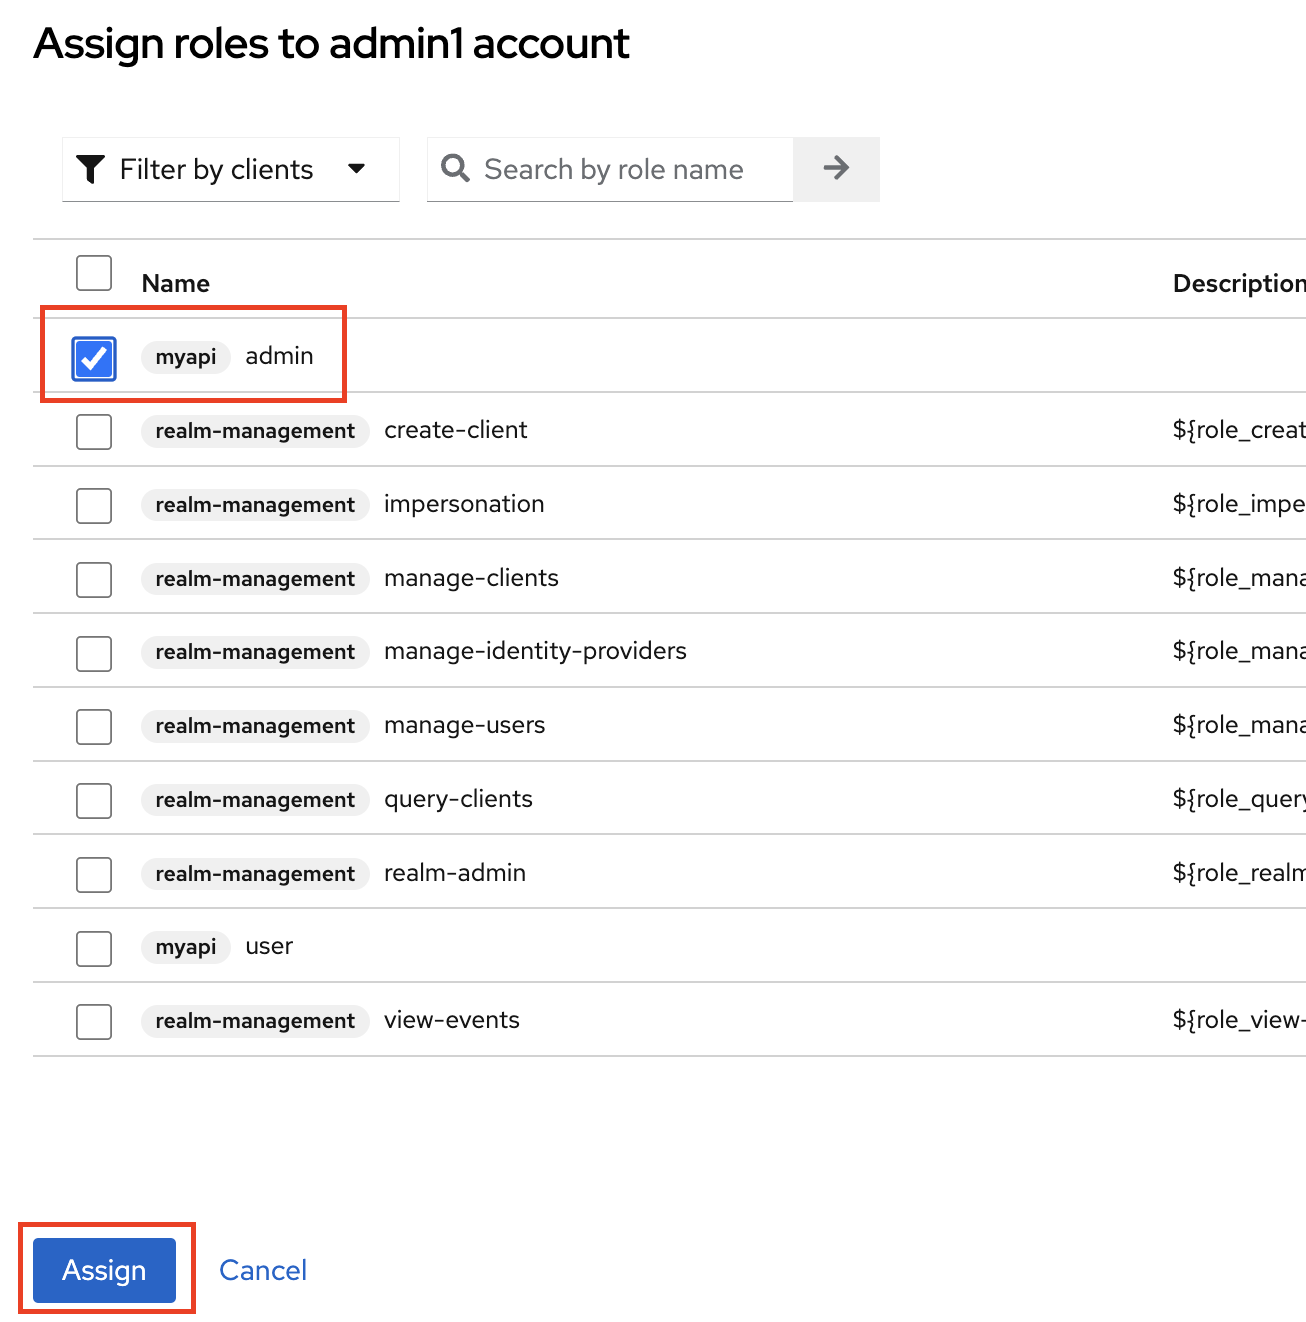 Assign roles to admin1 account
Filter by clients Search by role name
Name Description
myapi admin
realm-management create-client ${role_creat
realm-management impersonation ${role_impe
realm-management manage-clients ${role_mana
realm-management manage-identity-providers ${role_mana
realm-management manage-users ${role_mana
realm-management query-clients ${role_query
realm-management realm-admin ${role_realm
myapi user
realm-management view-events ${role_view-
Assign Cancel